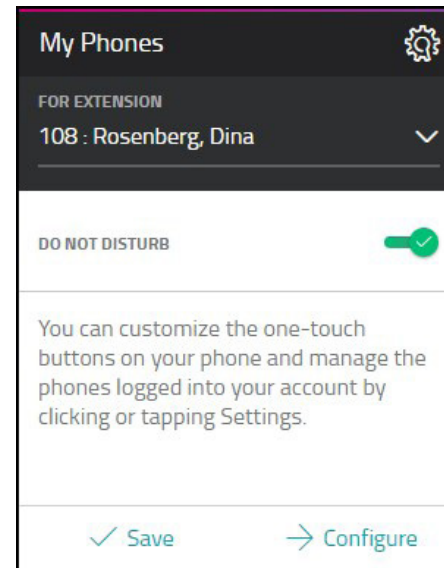 My Phones
FOR EXTENSION
108 : Rosenberg, Dina
DO NOT DISTURB
You can customize the one-touch
buttons on your phone and manage the
phones logged into your account by
clicking or tapping Settings.
Save
Configure